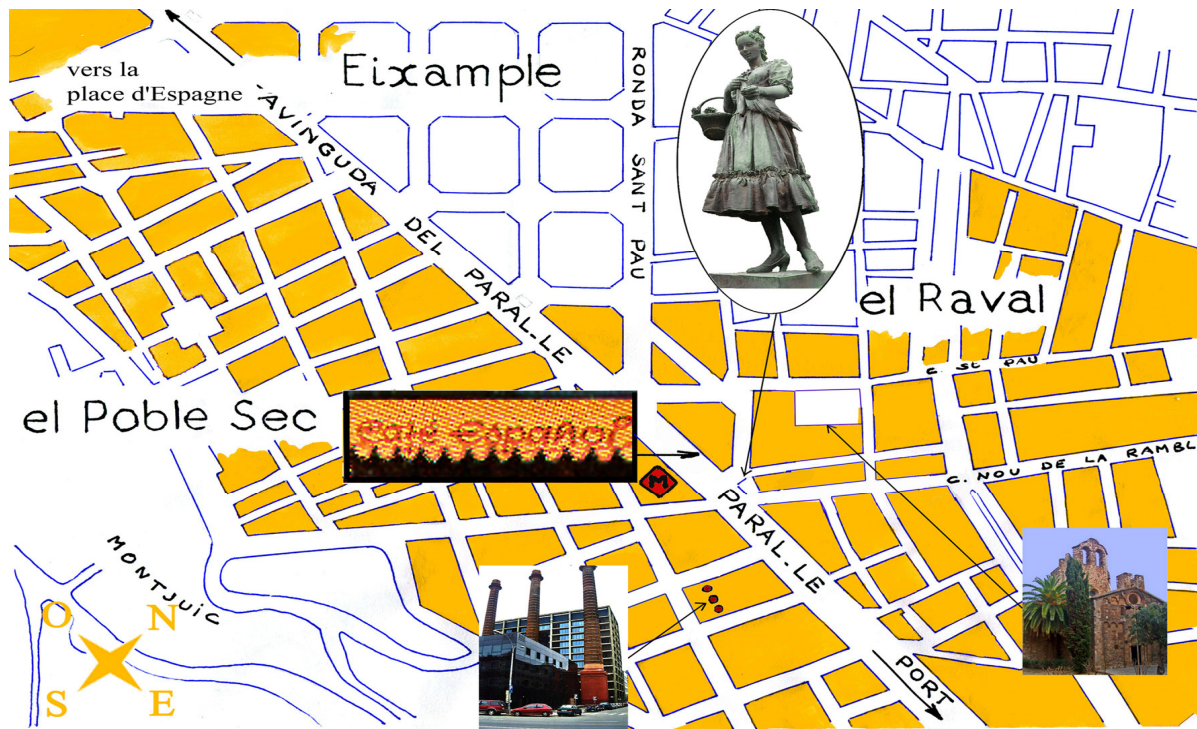 vers la
place d'Espagne
Eixample
AVINGUDA DEL PARAL-LE
RONDA SANT PAU
el Raval
C. St. PAU
el Poble Sec
Café Español
M
C. NOU DE LA RAMBL
PARAL-LE
MONTJUIC
PORT
O
N
S
E